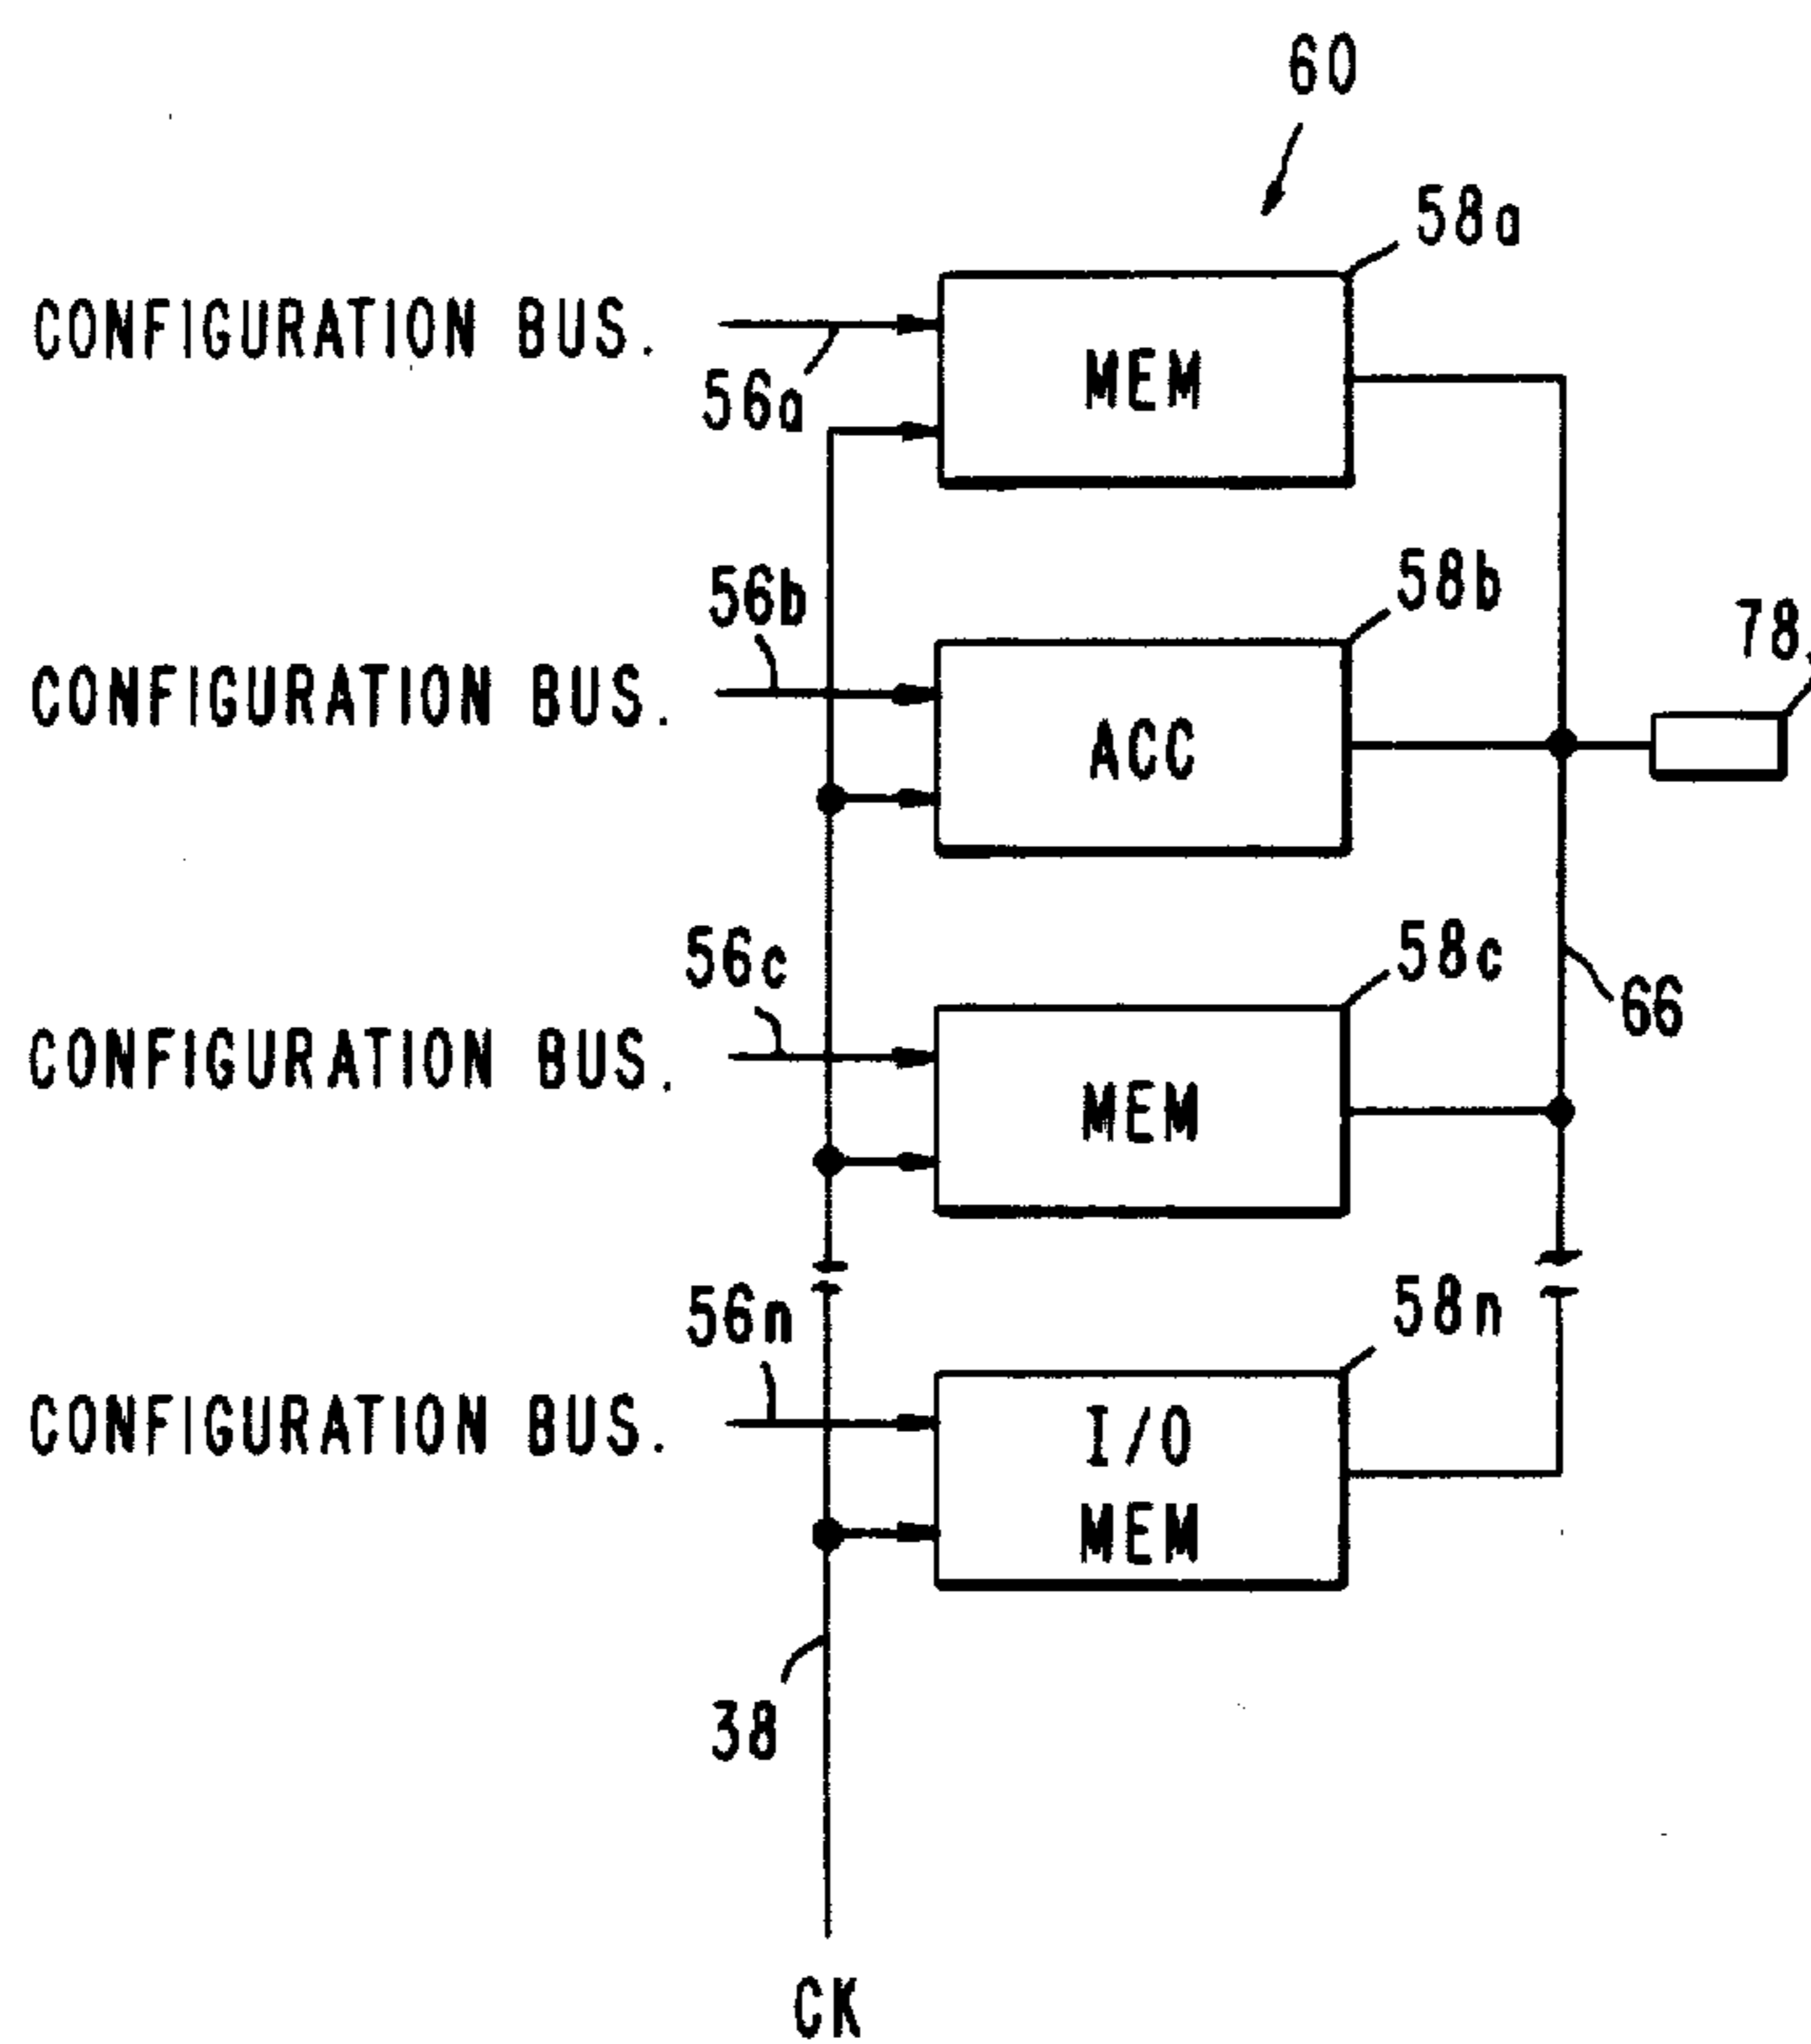 60
58a
CONFIGURATION BUS.
56a
MEM
56b
58b
78
CONFIGURATION BUS.
ACC
56c
58c
66
CONFIGURATION BUS.
MEM
56n
58n
CONFIGURATION BUS.
I/O
MEM
38
CK